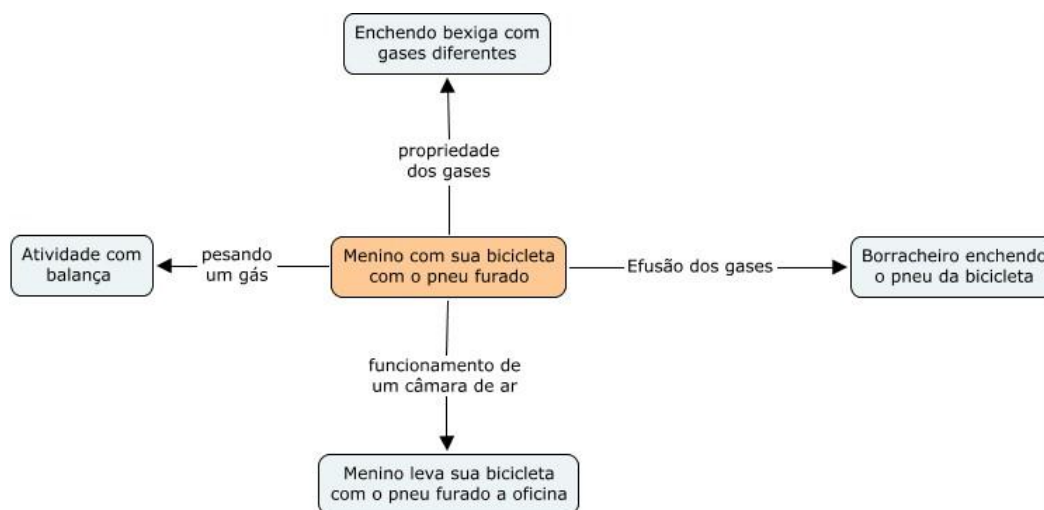 Enchendo bexiga com
gases diferentes
propriedade
dos gases
Atividade com
balança
pesando
um gás
Menino com sua bicicleta
com o pneu furado
Efusão dos gases
Borracheiro enchendo
o pneu da bicicleta
funcionamento de
um câmara de ar
Menino leva sua bicicleta
com o pneu furado a oficina